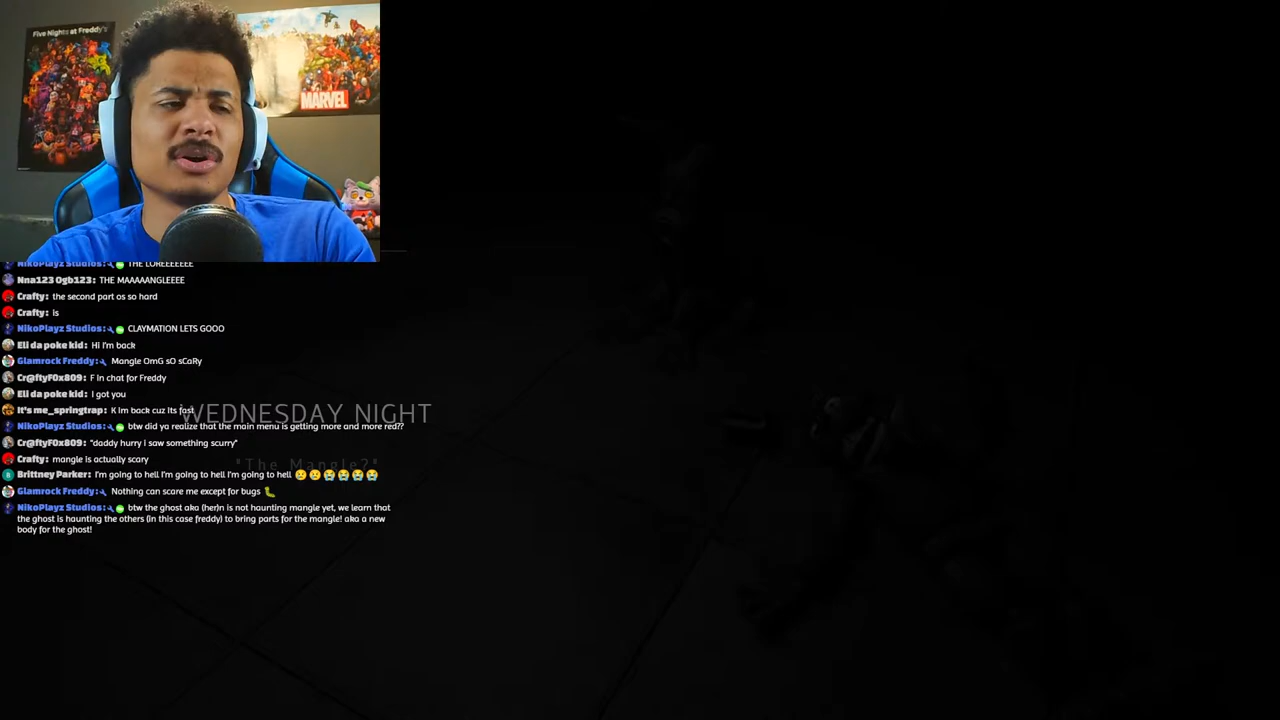 Five Nights at Freddy's
MARVEL
NikoPlayz Studios: THE LOREEEEEE
Nna123 Ogb123: THE MAAAAANGLEEEE
Crafty: the second part os so hard
Crafty: is
NikoPlayz Studios: CLAYMATION LETS GOOO
Eli da poke kid: Hi I'm back
Glamrock Freddy: Mangle OmG sO sCaRy
Cr@ftyF0x809: F in chat for Freddy
Eli da poke kid: I got you
It's me_springtrap: K im back cuz its fast
WEDNESDAY NIGHT
NikoPlayz Studios: btw did ya realize that the main menu is getting more and more red??
Cr@ftyF0x809: "daddy hurry i saw something scurry"
Crafty: mangle is actually scary
"The Mangle?"
Brittney Parker: I'm going to hell I'm going to hell I'm going to hell 🤢🤢😭😭😭😭
Glamrock Freddy: Nothing can scare me except for bugs 🐛
NikoPlayz Studios: btw the ghost aka (her)n is not haunting mangle yet, we learn that
the ghost is haunting the others (in this case freddy) to bring parts for the mangle! aka a new
body for the ghost!